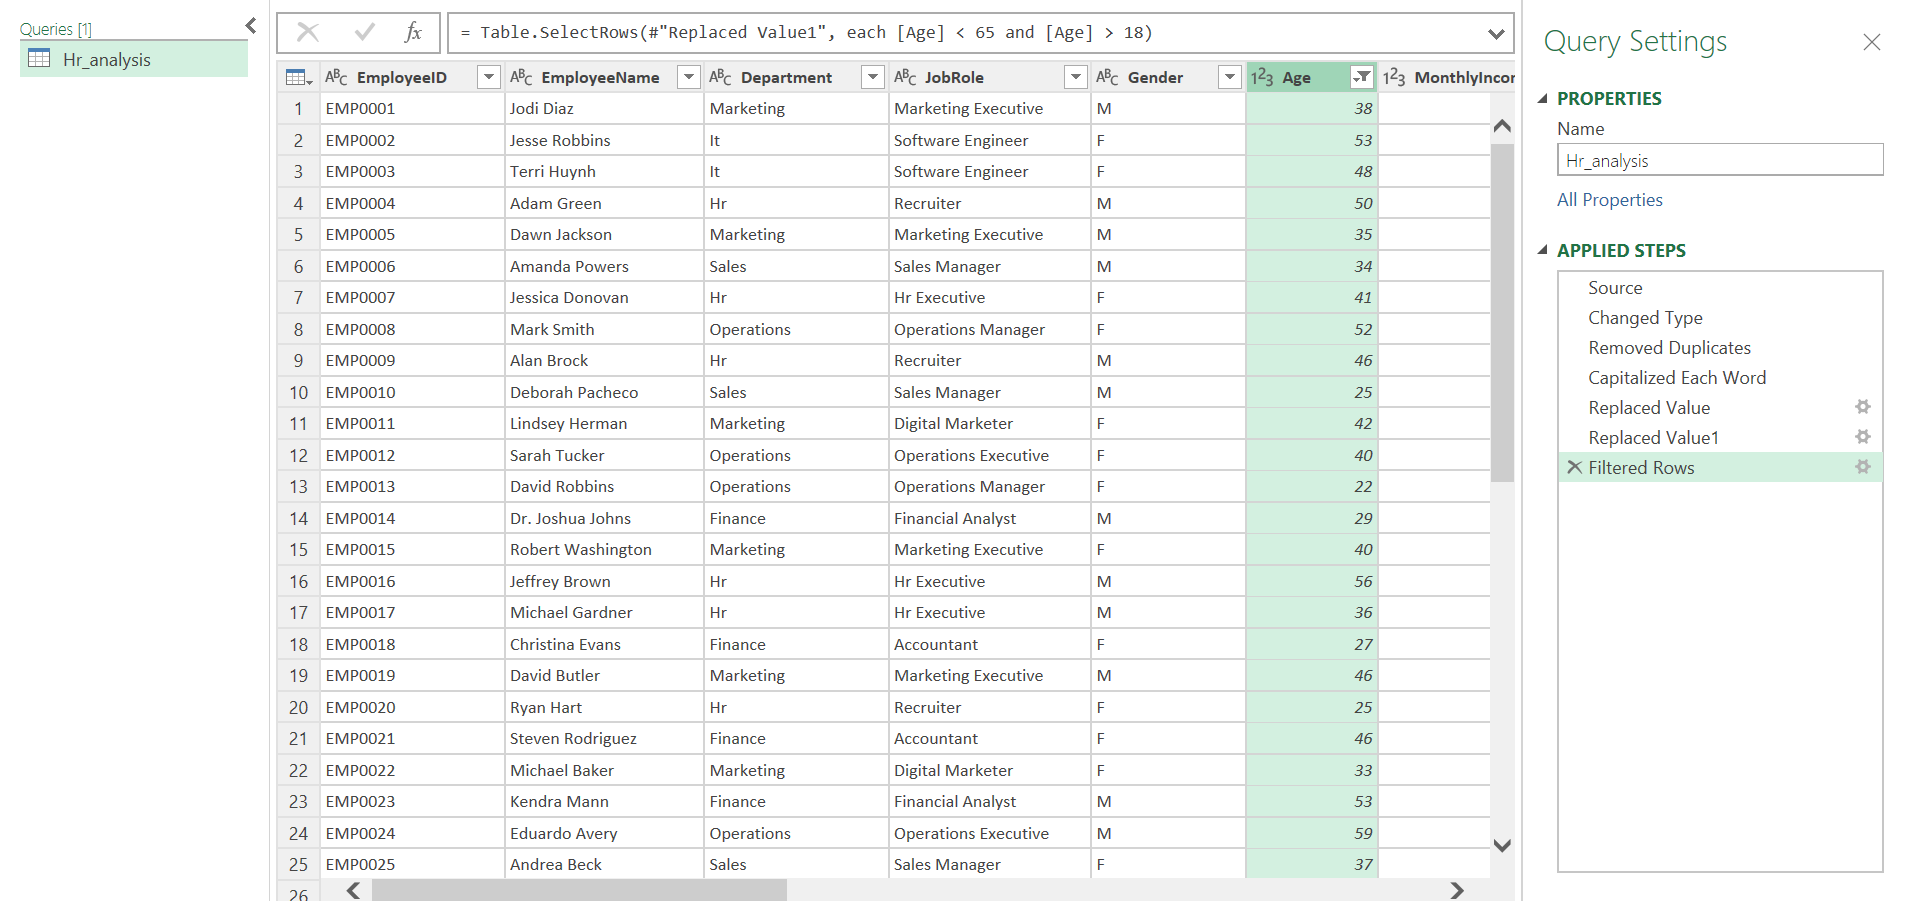 Queries [1]
Hr_analysis
fx
= Table.SelectRows(#"Replaced Value1", each [Age] < 65 and [Age] > 18)
ABC EmployeeID ABC EmployeeName ABC Department ABC JobRole ABC Gender 123 Age 123 MonthlyIncor
1 EMP0001 Jodi Diaz Marketing Marketing Executive M 38
2 EMP0002 Jesse Robbins It Software Engineer F 53
3 EMP0003 Terri Huynh It Software Engineer F 48
4 EMP0004 Adam Green Hr Recruiter M 50
5 EMP0005 Dawn Jackson Marketing Marketing Executive M 35
6 EMP0006 Amanda Powers Sales Sales Manager M 34
7 EMP0007 Jessica Donovan Hr Hr Executive F 41
8 EMP0008 Mark Smith Operations Operations Manager F 52
9 EMP0009 Alan Brock Hr Recruiter M 46
10 EMP0010 Deborah Pacheco Sales Sales Manager M 25
11 EMP0011 Lindsey Herman Marketing Digital Marketer F 42
12 EMP0012 Sarah Tucker Operations Operations Executive F 40
13 EMP0013 David Robbins Operations Operations Manager F 22
14 EMP0014 Dr. Joshua Johns Finance Financial Analyst M 29
15 EMP0015 Robert Washington Marketing Marketing Executive F 40
16 EMP0016 Jeffrey Brown Hr Hr Executive M 56
17 EMP0017 Michael Gardner Hr Hr Executive M 36
18 EMP0018 Christina Evans Finance Accountant F 27
19 EMP0019 David Butler Marketing Marketing Executive M 46
20 EMP0020 Ryan Hart Hr Recruiter F 25
21 EMP0021 Steven Rodriguez Finance Accountant F 46
22 EMP0022 Michael Baker Marketing Digital Marketer F 33
23 EMP0023 Kendra Mann Finance Financial Analyst M 53
24 EMP0024 Eduardo Avery Operations Operations Executive M 59
25 EMP0025 Andrea Beck Sales Sales Manager F 37
26
Query Settings
PROPERTIES
Name
Hr_analysis
All Properties
APPLIED STEPS
Source
Changed Type
Removed Duplicates
Capitalized Each Word
Replaced Value
Replaced Value1
Filtered Rows